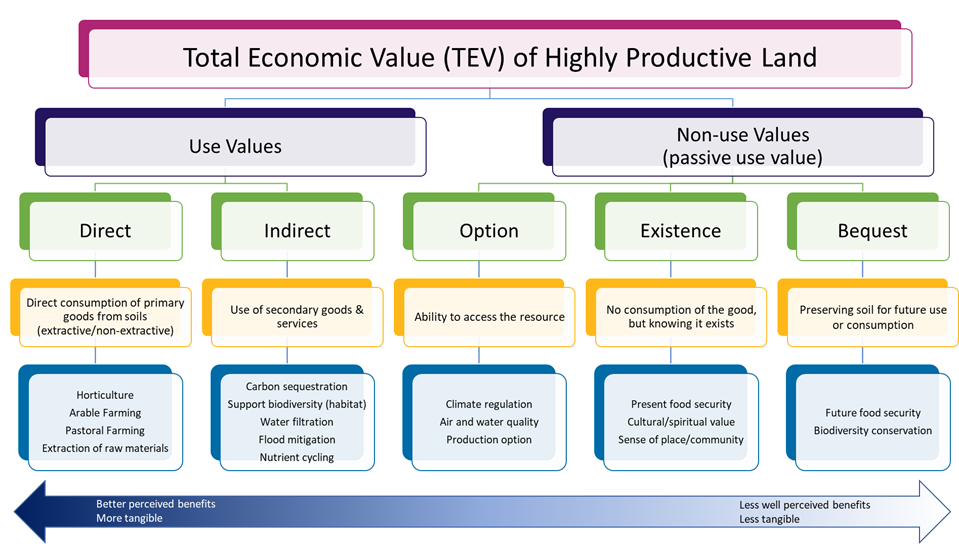 Total Economic Value (TEV) of Highly Productive Land
Use Values
Non-use Values
(passive use value)
Direct
Indirect
Option
Existence
Bequest
Direct consumption of primary
goods from soils
(extractive/non-extractive)
Use of secondary goods &
services
Ability to access the resource
No consumption of the good,
but knowing it exists
Preserving soil for future use
or consumption
Horticulture
Arable Farming
Pastoral Farming
Extraction of raw materials
Carbon sequestration
Support biodiversity (habitat)
Water filtration
Flood mitigation
Nutrient cycling
Climate regulation
Air and water quality
Production option
Present food security
Cultural/spiritual value
Sense of place/community
Future food security
Biodiversity conservation
Better perceived benefits
More tangible
Less well perceived benefits
Less tangible